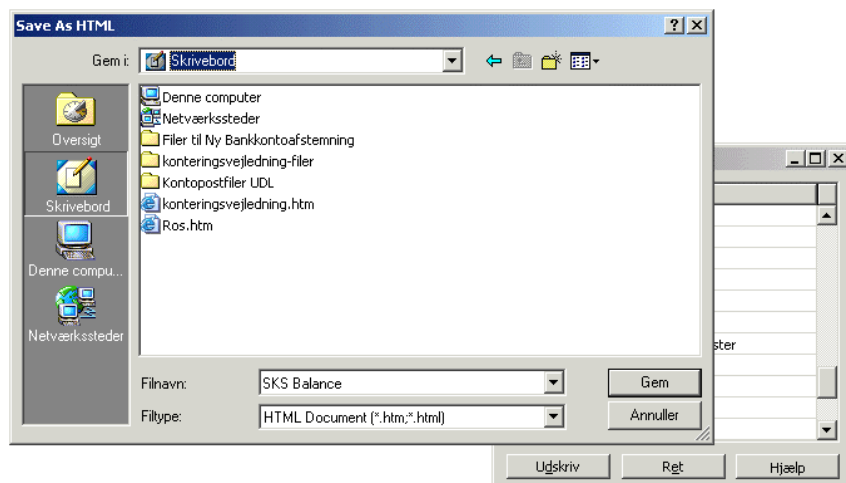 Save As HTML
Gem i: Skrivebord
Oversigt
Skrivebord
Denne compu...
Netværkssteder
Denne computer
Netværkssteder
Filer til Ny Bankkontoafstemning
konteringsvejledning-filer
Kontopostfiler UDL
konteringsvejledning.htm
Ros.htm
Filnavn: SKS Balance Gem
Filtype: HTML Document (*.htm;*.html) Annuller
ster
Udskriv Ret Hjælp